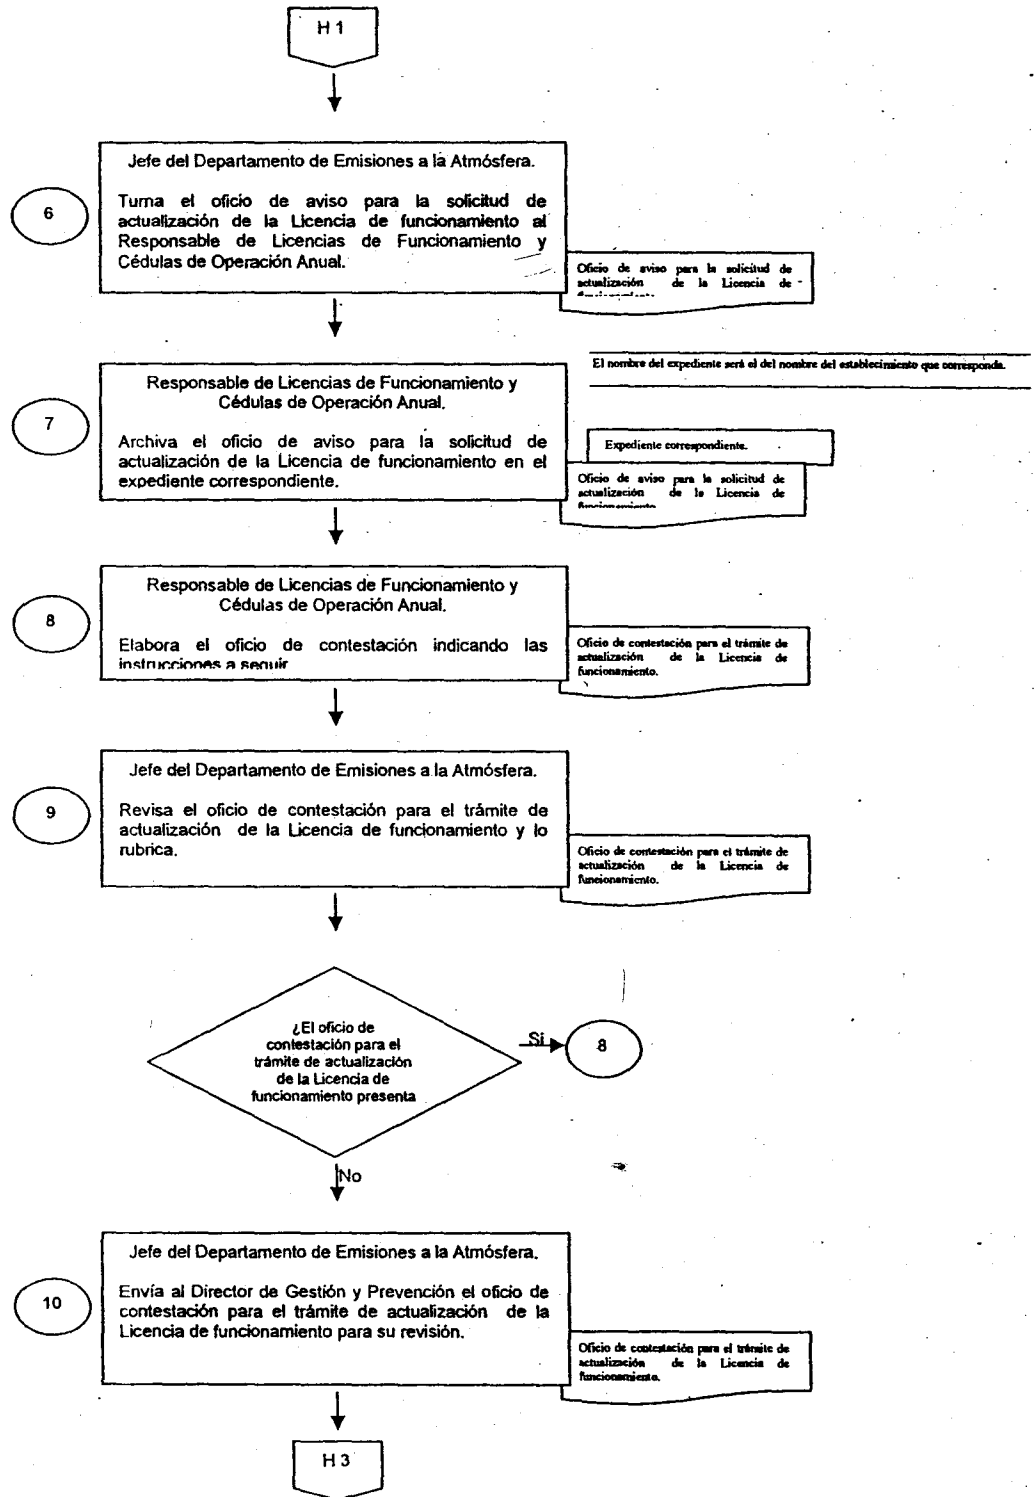 H 1
Jefe del Departamento de Emisiones a la Atmósfera.
6
Turna el oficio de aviso para la solicitud de
actualización de la Licencia de funcionamiento al
Responsable de Licencias de Funcionamiento y
Cédulas de Operación Anual.
Oficio de aviso para la solicitud de
actualización de la Licencia de
El nombre del expediente será el del nombre del establecimiento que corresponda.
Responsable de Licencias de Funcionamiento y
Cédulas de Operación Anual.
7
Archiva el oficio de aviso para la solicitud de
actualización de la Licencia de funcionamiento en el
expediente correspondiente.
Expediente correspondiente.
Oficio de aviso para la solicitud de
actualización de la Licencia de
funcionamiento
Responsable de Licencias de Funcionamiento y
Cédulas de Operación Anual.
8
Elabora el oficio de contestación indicando las
instrucciones a seguir
Oficio de contestación para el trámite de
actualización de la Licencia de
funcionamiento.
Jefe del Departamento de Emisiones a la Atmósfera.
9
Revisa el oficio de contestación para el trámite de
actualización de la Licencia de funcionamiento y lo
rubrica.
Oficio de contestación para el trámite de
actualización de la Licencia de
funcionamiento.
¿El oficio de
contestación para el
trámite de actualización
de la Licencia de
funcionamiento presenta
Si
8
No
Jefe del Departamento de Emisiones a la Atmósfera.
10
Envía al Director de Gestión y Prevención el oficio de
contestación para el trámite de actualización de la
Licencia de funcionamiento para su revisión.
Oficio de contestación para el trámite de
actualización de la Licencia de
funcionamiento.
H 3